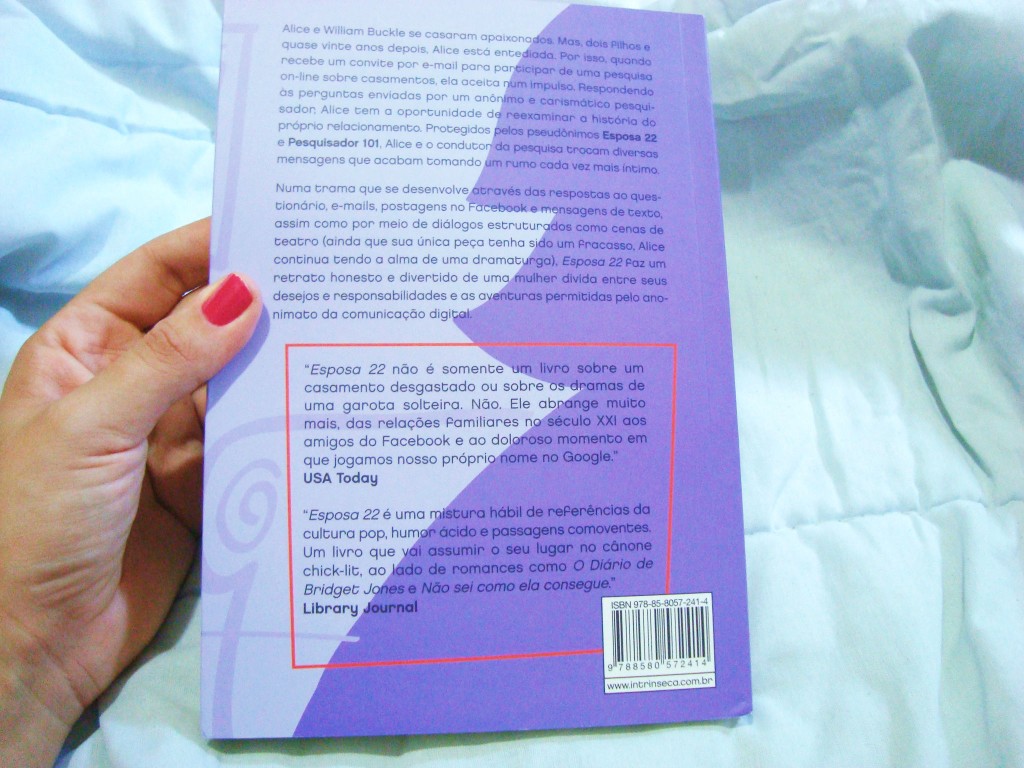 Alice e William Buckle se casaram apaixonados. Mas, dois filhos e
quase vinte anos depois, Alice está entediada. Por isso, quando
recebe um convite por e-mail para participar de uma pesquisa
on-line sobre casamentos, ela aceita num impulso. Respondendo
às perguntas enviadas por um anônimo e carismático pesqui-
sador, Alice tem a oportunidade de reexaminar a história do
próprio relacionamento. Protegidos pelos pseudônimos Esposa 22
e Pesquisador 101, Alice e o condutor da pesquisa trocam diversas
mensagens que acabam tomando um rumo cada vez mais íntimo.
Numa trama que se desenvolve através das respostas ao ques-
tionário, e-mails, postagens no Facebook e mensagens de texto,
assim como por meio de diálogos estruturados como cenas de
teatro (ainda que sua única peça tenha sido um fracasso, Alice
continua tendo a alma de uma dramaturga), Esposa 22 faz um
retrato honesto e divertido de uma mulher divida entre seus
desejos e responsabilidades e as aventuras permitidas pelo ano-
nimato da comunicação digital.
"Esposa 22 não é somente um livro sobre um
casamento desgastado ou sobre os dramas de
uma garota solteira. Não. Ele abrange muito
mais, das relações familiares no século XXI aos
amigos do Facebook e ao doloroso momento em
que jogamos nosso próprio nome no Google."
USA Today
"Esposa 22 é uma mistura hábil de referências da
cultura pop, humor ácido e passagens comoventes.
Um livro que vai assumir o seu lugar no cânone
chick-lit, ao lado de romances como O Diário de
Bridget Jones e Não sei como ela consegue."
Library Journal
ISBN 978-85-8057-241-4
9 788580 572414
www.intrinseca.com.br